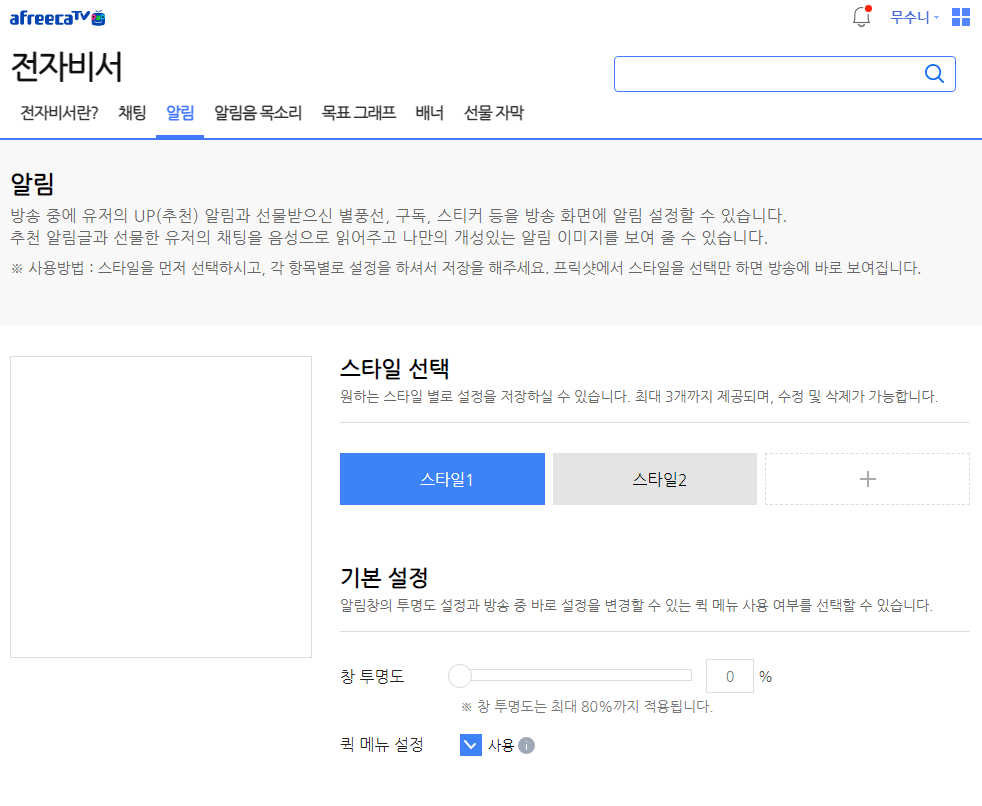 afreecaTV
무수니
전자비서
전자비서란? 채팅 알림 알림음 목소리 목표 그래프 배너 선물 자막
알림
방송 중에 유저의 UP(추천) 알림과 선물받으신 별풍선, 구독, 스티커 등을 방송 화면에 알림 설정할 수 있습니다.
추천 알림글과 선물한 유저의 채팅을 음성으로 읽어주고 나만의 개성있는 알림 이미지를 보여 줄 수 있습니다.
※ 사용방법 : 스타일을 먼저 선택하시고, 각 항목별로 설정을 하셔서 저장을 해주세요. 프릭샷에서 스타일을 선택만 하면 방송에 바로 보여집니다.
스타일 선택
원하는 스타일 별로 설정을 저장하실 수 있습니다. 최대 3개까지 제공되며, 수정 및 삭제가 가능합니다.
스타일1 스타일2 +
기본 설정
알림창의 투명도 설정과 방송 중 바로 설정을 변경할 수 있는 퀵 메뉴 사용 여부를 선택할 수 있습니다.
창 투명도 0 %
※ 창 투명도는 최대 80%까지 적용됩니다.
퀵 메뉴 설정 사용